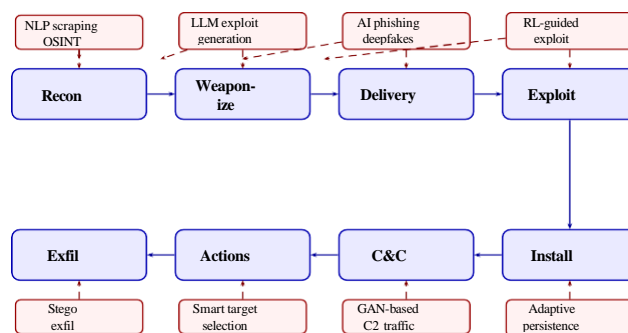 NLP scraping
OSINT
LLM exploit
generation
AI phishing
deepfakes
RL-guided
exploit
Recon
Weapon-
ize
Delivery
Exploit
Exfil
Actions
C&C
Install
Stego
exfil
Smart target
selection
GAN-based
C2 traffic
Adaptive
persistence